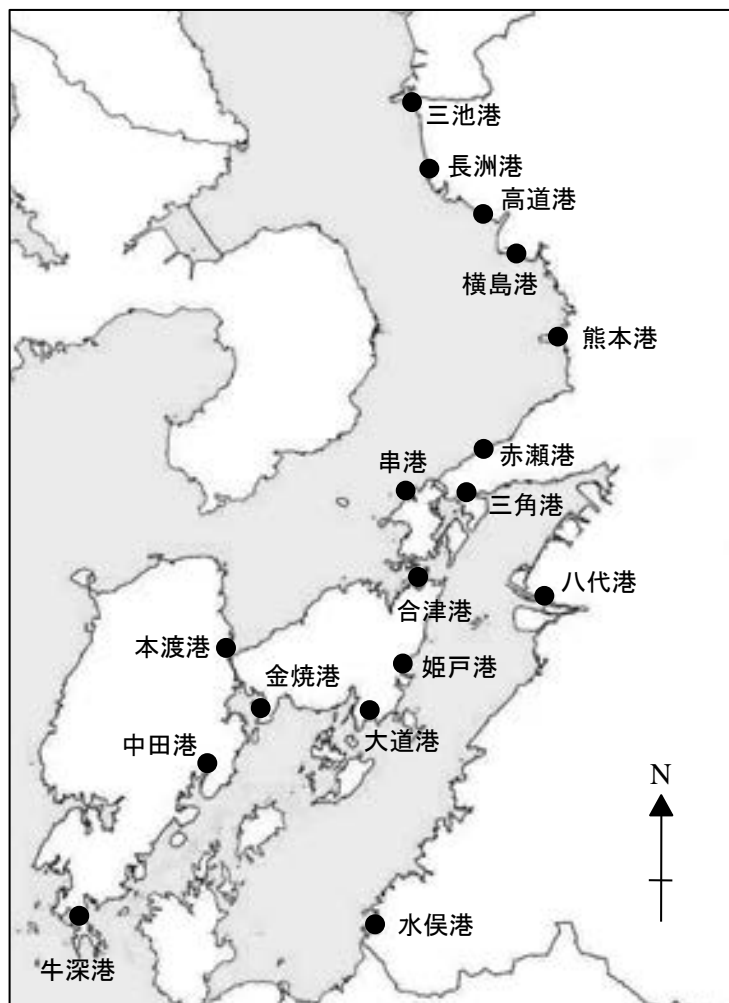 三池港
長洲港
高道港
横島港
熊本港
赤瀬港
串港
三角港
八代港
合津港
本渡港
姫戸港
金焼港
大道港
中田港
N
水俣港
牛深港